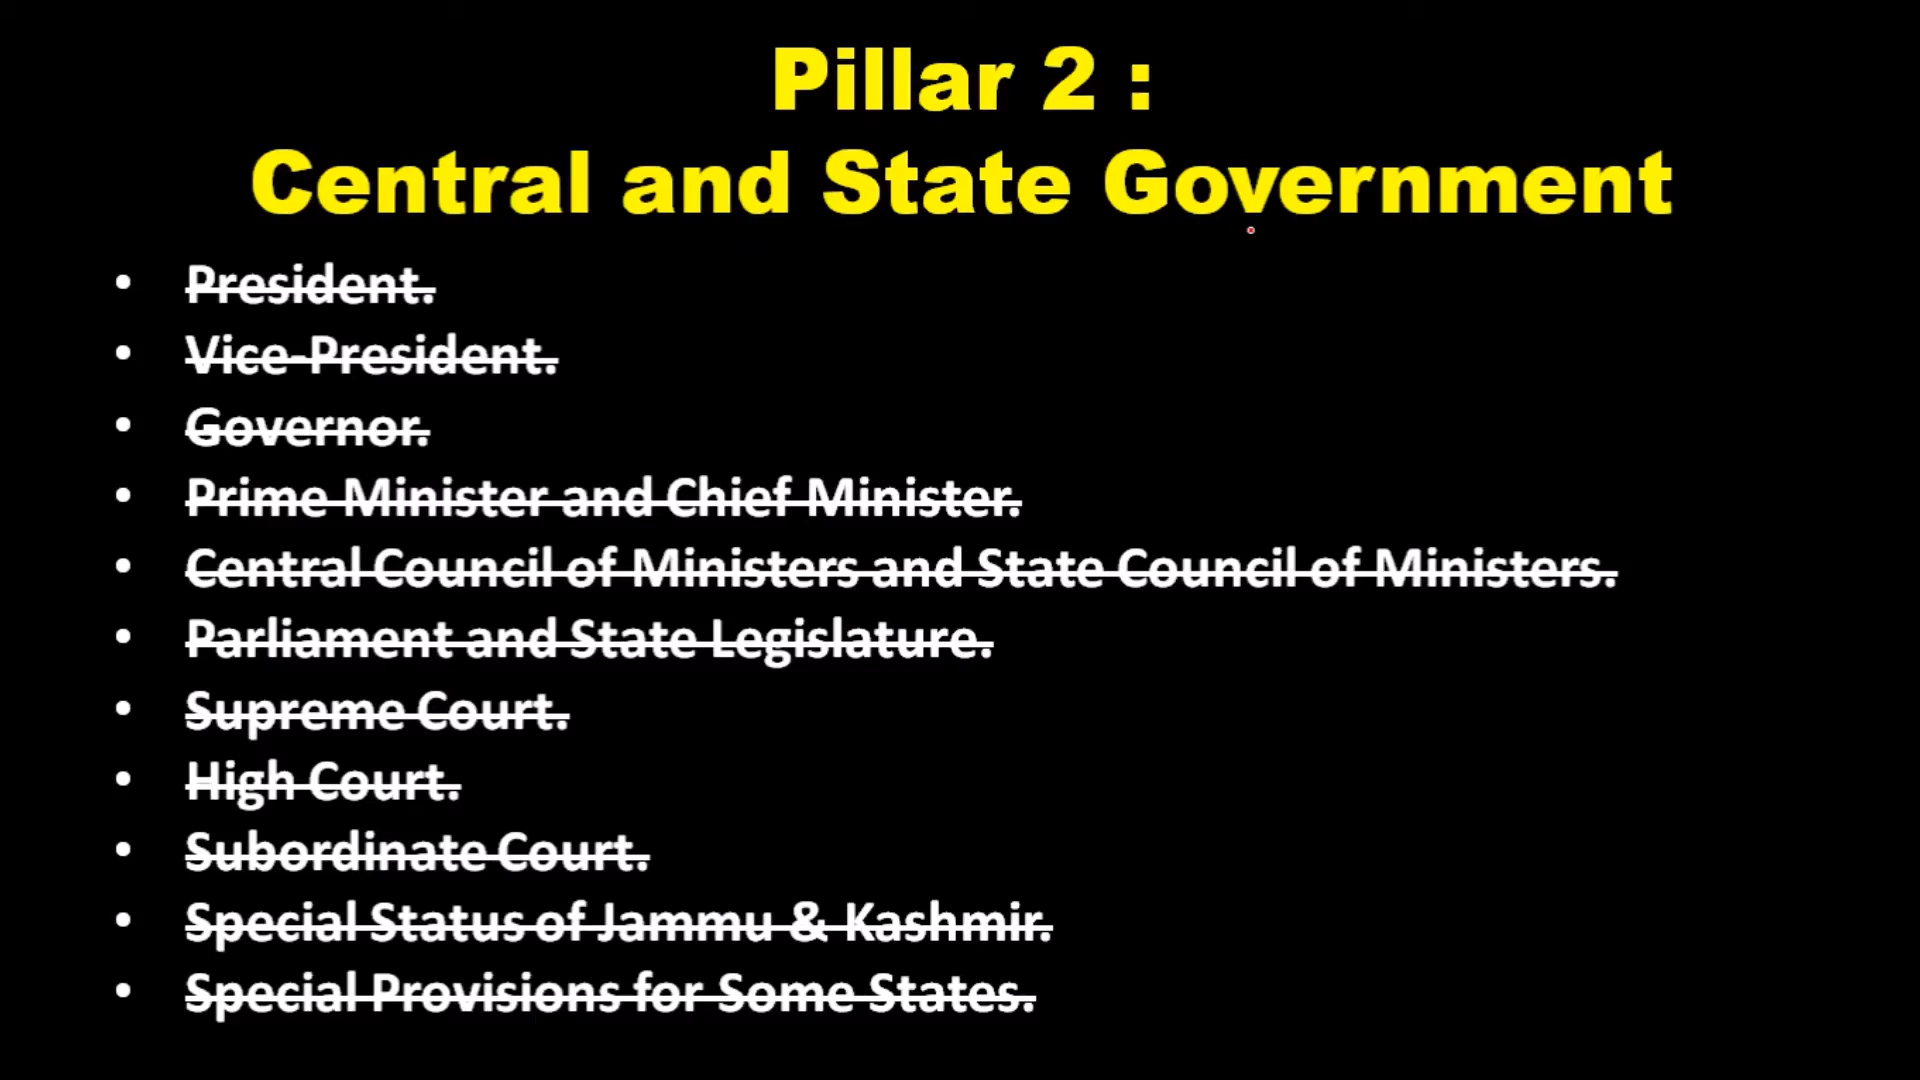 Pillar 2 :
Central and State Government
• President.
• Vice-President.
• Governor.
• Prime Minister and Chief Minister.
• Central Council of Ministers and State Council of Ministers.
• Parliament and State Legislature.
• Supreme Court.
• High Court.
• Subordinate Court.
• Special Status of Jammu & Kashmir.
• Special Provisions for Some States.